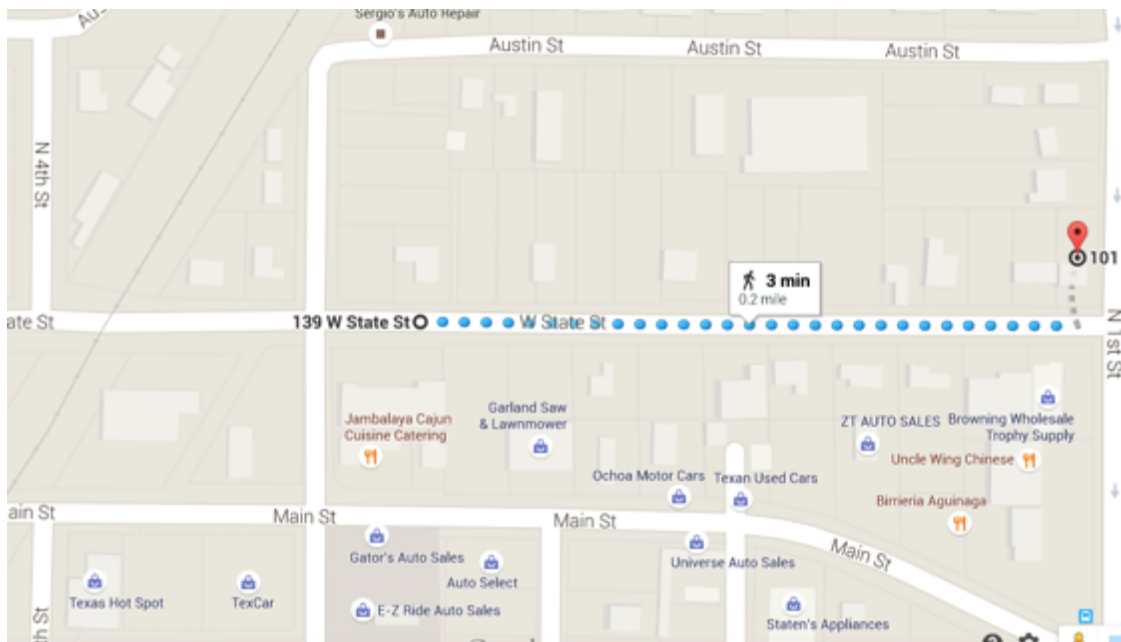 Sergio's Auto Repair
Austin St
Austin St
Austin St
N 4th St
3 min
0.2 mile
101
ate St
139 W State St
W State St
N 1st St
Jambalaya Cajun
Cuisine Catering
Garland Saw
& Lawnmower
ZT AUTO SALES
Browning Wholesale
Trophy Supply
Uncle Wing Chinese
Ochoa Motor Cars
Texan Used Cars
Birrieria Aguinaga
ain St
Main St
Main St
Main St
Gator's Auto Sales
Auto Select
Universe Auto Sales
Texas Hot Spot
TexCar
E-Z Ride Auto Sales
Staten's Appliances